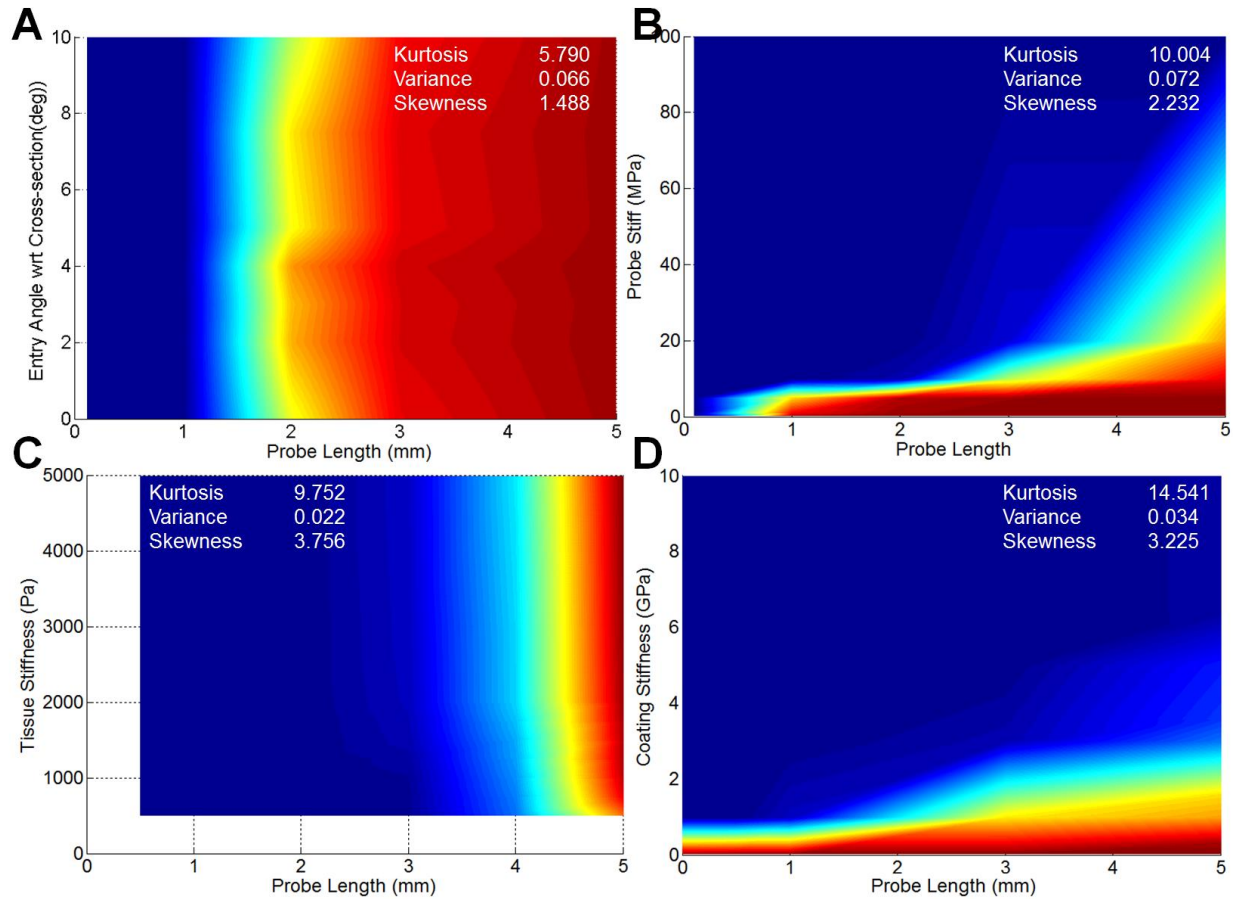 A
Entry Angle wrt Cross-section(deg))
10
8
6
4
2
0
Kurtosis 5.790
Variance 0.066
Skewness 1.488
0 1 2 3 4 5
Probe Length (mm)
B
Probe Stiff (MPa)
100
80
60
40
20
0
Kurtosis 10.004
Variance 0.072
Skewness 2.232
0 1 2 3 4 5
Probe Length
C
Tissue Stiffness (Pa)
5000
4000
3000
2000
1000
0
Kurtosis 9.752
Variance 0.022
Skewness 3.756
0 1 2 3 4 5
Probe Length (mm)
D
Coating Stiffness (GPa)
10
8
6
4
2
0
Kurtosis 14.541
Variance 0.034
Skewness 3.225
0 1 2 3 4 5
Probe Length (mm)